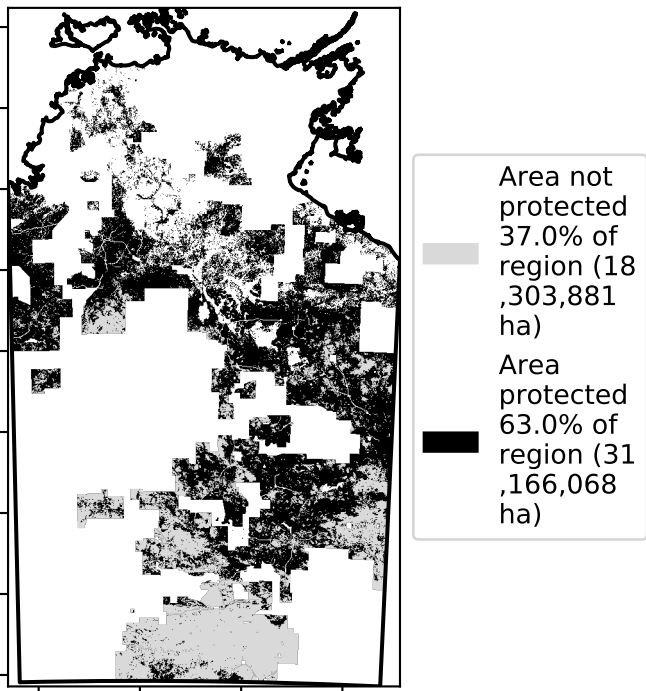 Area not
protected
37.0% of
region (18
,303,881
ha)
Area
protected
63.0% of
region (31
,166,068
ha)